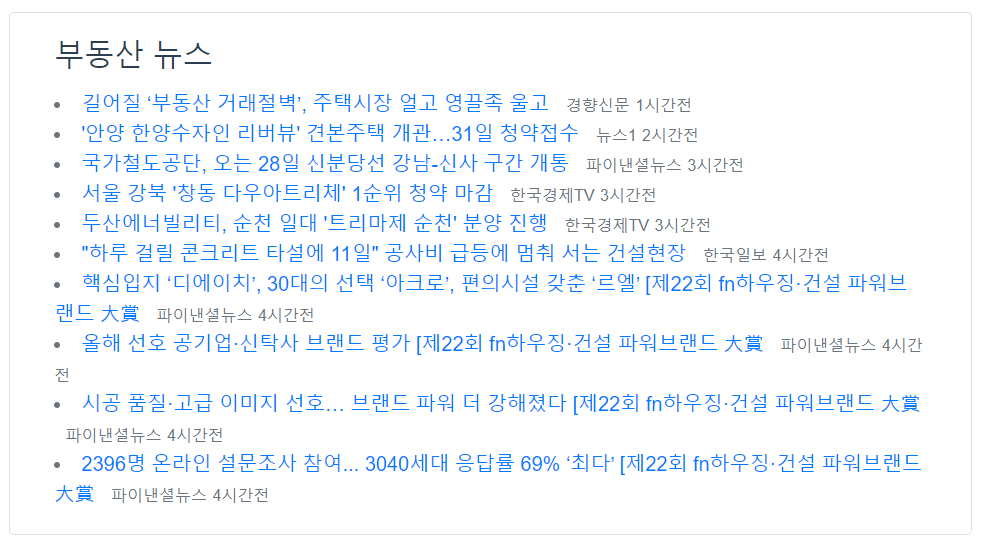 부동산 뉴스
• 길어질 ‘부동산 거래절벽’, 주택시장 얼고 영끌족 울고 경향신문 1시간전
• '안양 한양수자인 리버뷰' 견본주택 개관…31일 청약접수 뉴스1 2시간전
• 국가철도공단, 오는 28일 신분당선 강남-신사 구간 개통 파이낸셜뉴스 3시간전
• 서울 강북 '창동 다우아트리체' 1순위 청약 마감 한국경제TV 3시간전
• 두산에너빌리티, 순천 일대 '트리마제 순천' 분양 진행 한국경제TV 3시간전
• "하루 걸릴 콘크리트 타설에 11일" 공사비 급등에 멈춰 서는 건설현장 한국일보 4시간전
• 핵심입지 ‘디에이치’, 30대의 선택 ‘아크로’, 편의시설 갖춘 ‘르엘’ [제22회 fn하우징·건설 파워브
랜드 大賞 파이낸셜뉴스 4시간전
• 올해 선호 공기업·신탁사 브랜드 평가 [제22회 fn하우징·건설 파워브랜드 大賞 파이낸셜뉴스 4시간
전
• 시공 품질·고급 이미지 선호… 브랜드 파워 더 강해졌다 [제22회 fn하우징·건설 파워브랜드 大賞
파이낸셜뉴스 4시간전
• 2396명 온라인 설문조사 참여... 3040세대 응답률 69% ‘최다’ [제22회 fn하우징·건설 파워브랜드
大賞 파이낸셜뉴스 4시간전